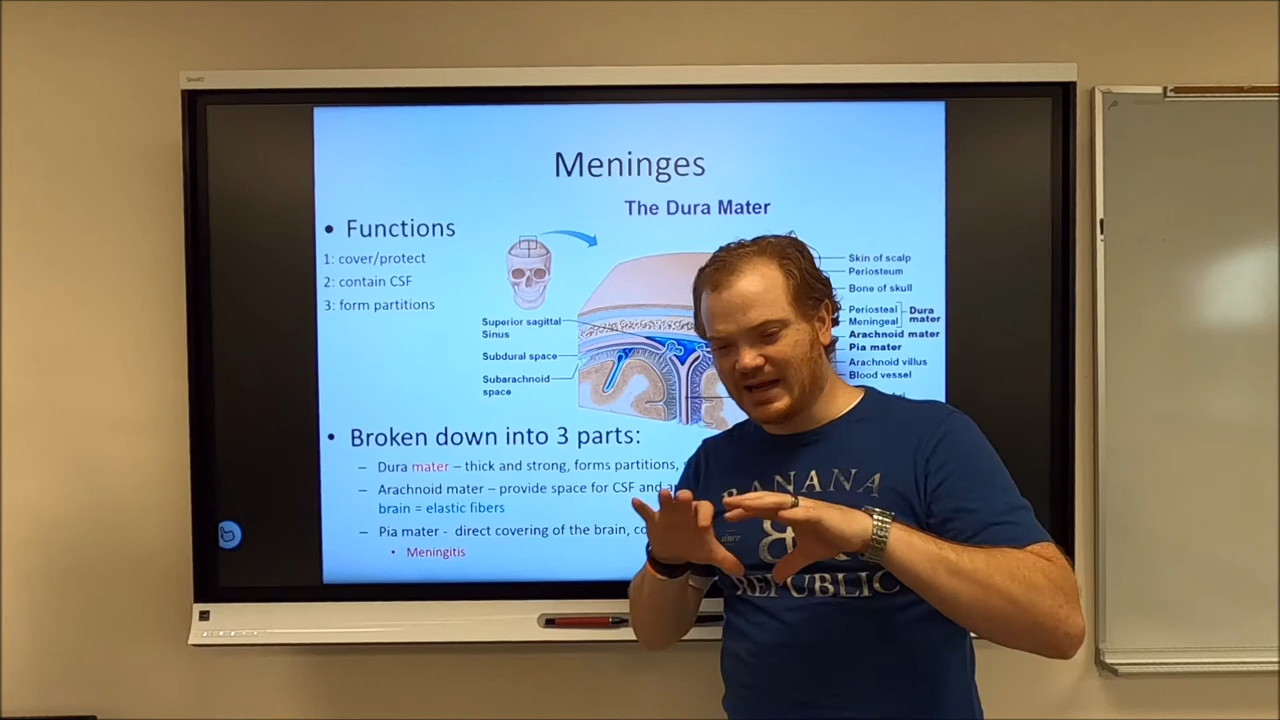 SMART
Meninges
The Dura Mater
• Functions
1: cover/protect
2: contain CSF
3: form partitions
Superior sagittal
Sinus
Subdural space
Subarachnoid
space
Skin of scalp
Periosteum
Bone of skull
Periosteal
Meningeal
Dura
mater
Arachnoid mater
Pia mater
Arachnoid villus
Blood vessel
• Broken down into 3 parts:
– Dura mater – thick and strong, forms partitions,
– Arachnoid mater – provide space for CSF and
brain = elastic fibers
– Pia mater - direct covering of the brain,
• Meningitis
BANANA
since
REPUBLIC